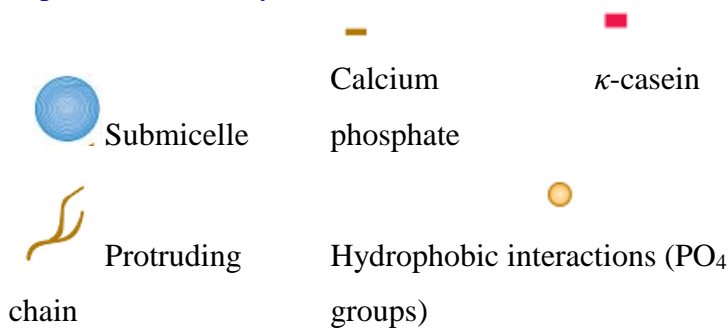 Calcium κ-casein
Submicelle phosphate
Protruding Hydrophobic interactions (PO4
chain groups)